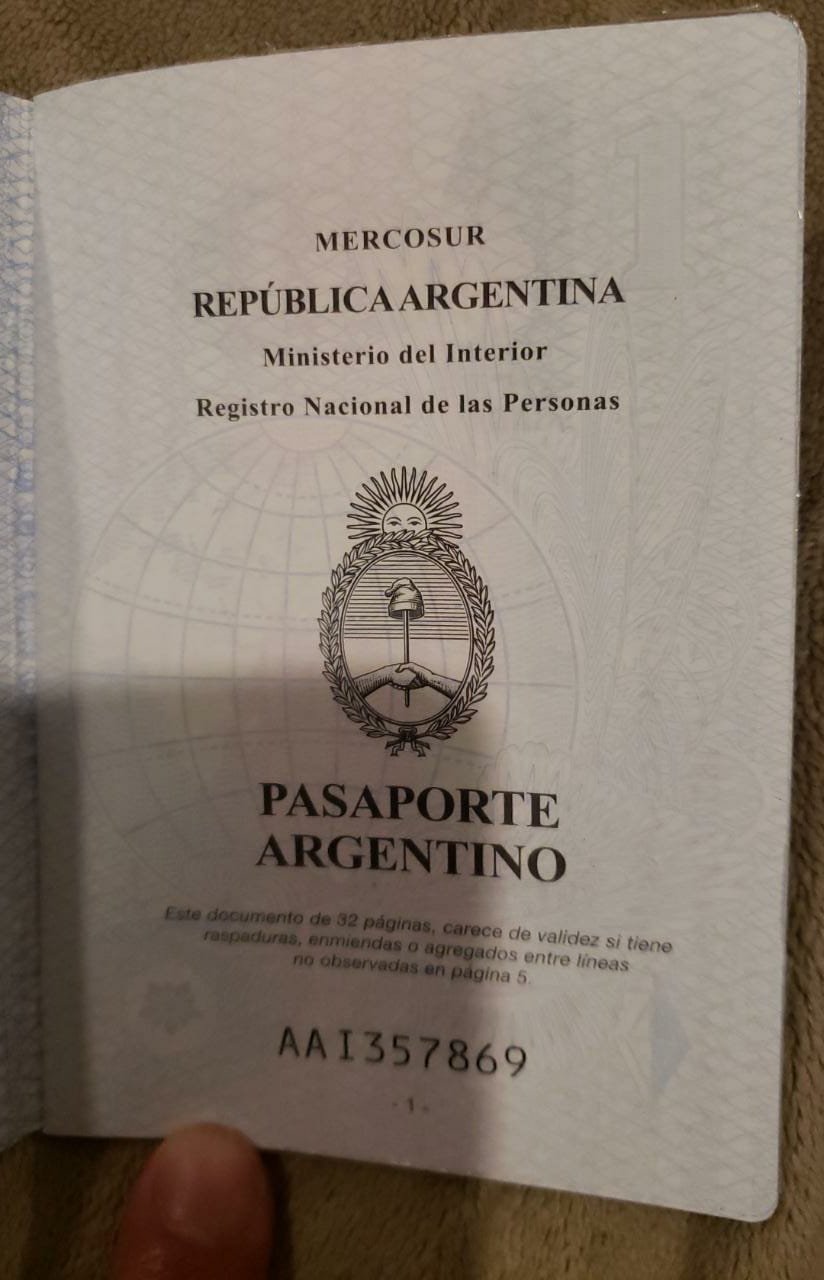 MERCOSUR
REPÚBLICA ARGENTINA
Ministerio del Interior
Registro Nacional de las Personas
PASAPORTE
ARGENTINO
Este documento de 32 páginas, carece de validez si tiene
raspaduras, enmiendas o agregados entre líneas
no observadas en página 5.
AAI357869
- 1 -